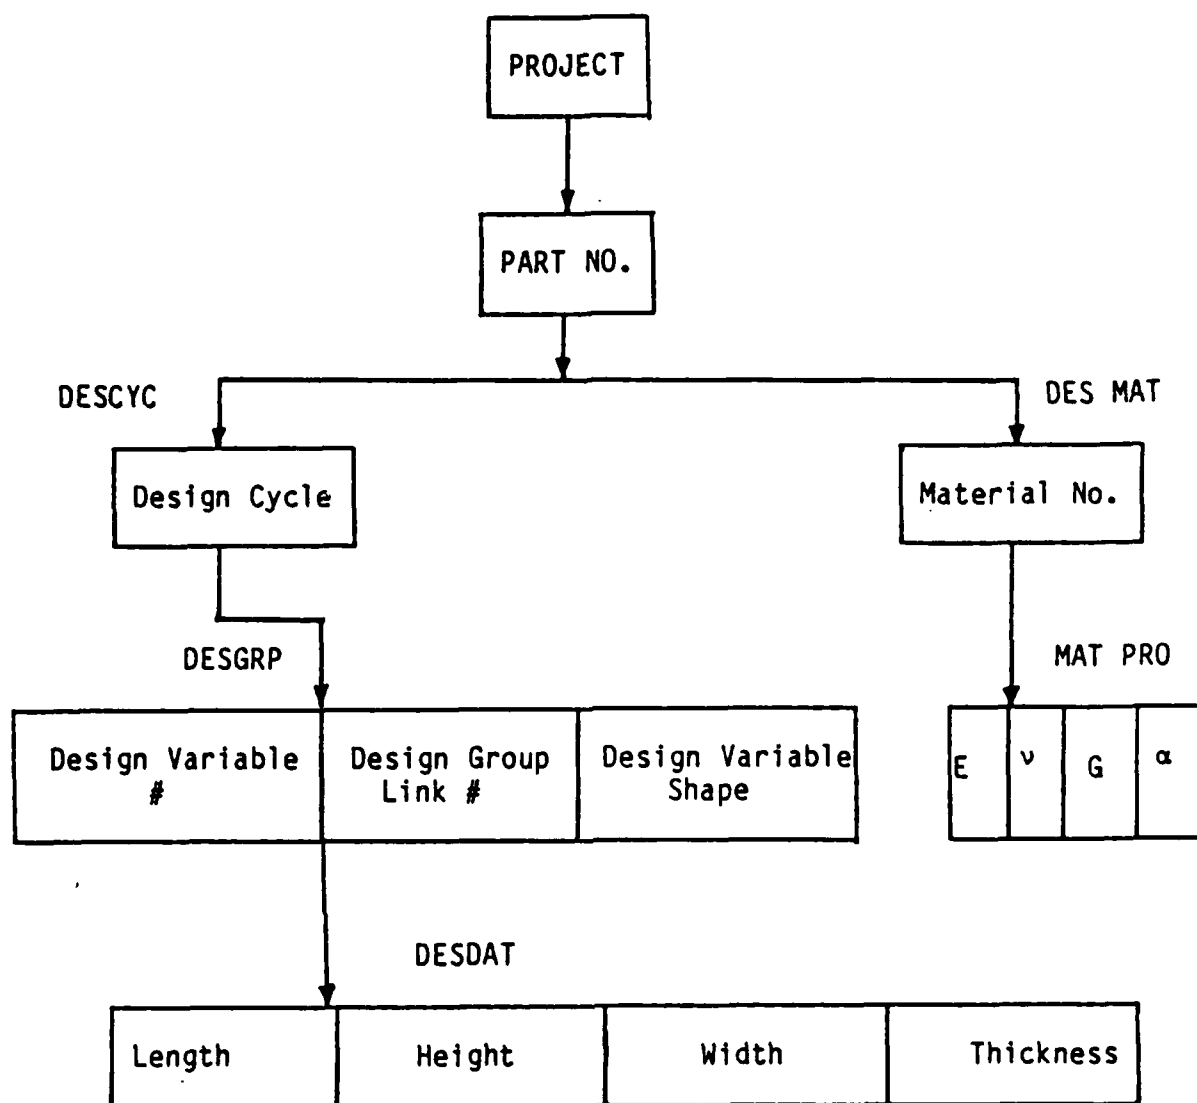 PROJECT
PART NO.
DESCYC
DES MAT
Design Cycle
Material No.
DESGRP
MAT PRO
Design Variable
#
Design Group
Link #
Design Variable
Shape
E
ν
G
α
DESDAT
Length
Height
Width
Thickness